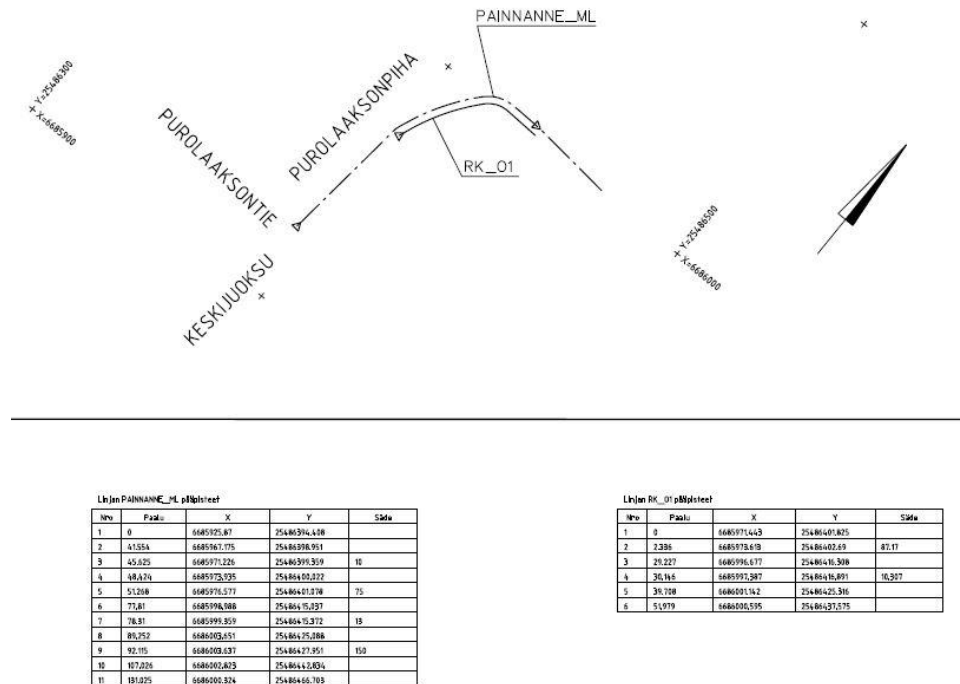 PAINNANNE_ML
Y=25486300
X=6685900
PUROLAAKSONTIE
PUROLAAKSONPIHA
RK_01
KESKIJUOKSU
Y=25486500
X=6686000
Linjan PAINNANNE_ML pääpisteet
Nro Paalu X Y Säde
1 0 6685925,87 25486394,408
2 41,554 6685967,175 25486398,951
3 45,625 6685971,226 25486399,359 10
4 48,424 6685973,935 25486400,022
5 51,268 6685976,577 25486401,078 75
6 77,81 6685998,988 25486415,037
7 78,31 6685999,359 25486415,372 13
8 89,252 6686003,651 25486425,088
9 92,115 6686003,637 25486427,951 150
10 107,026 6686002,823 25486442,834
11 131,025 6686000,324 25486466,703
Linjan RK_01 pääpisteet
Nro Paalu X Y Säde
1 0 6685971,443 25486401,825
2 2,336 6685973,613 25486402,69 87,17
3 29,227 6685996,677 25486416,308
4 30,146 6685997,387 25486416,891 10,307
5 39,708 6686001,142 25486425,316
6 51,979 6686000,595 25486437,575